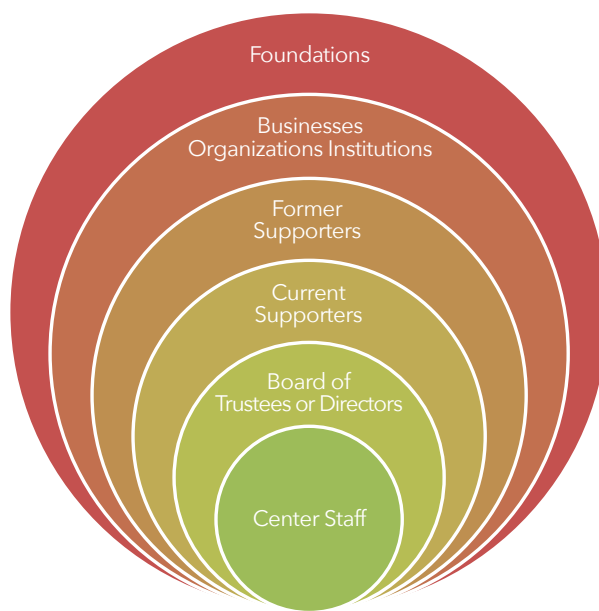 Foundations
Businesses
Organizations Institutions
Former
Supporters
Current
Supporters
Board of
Trustees or Directors
Center Staff